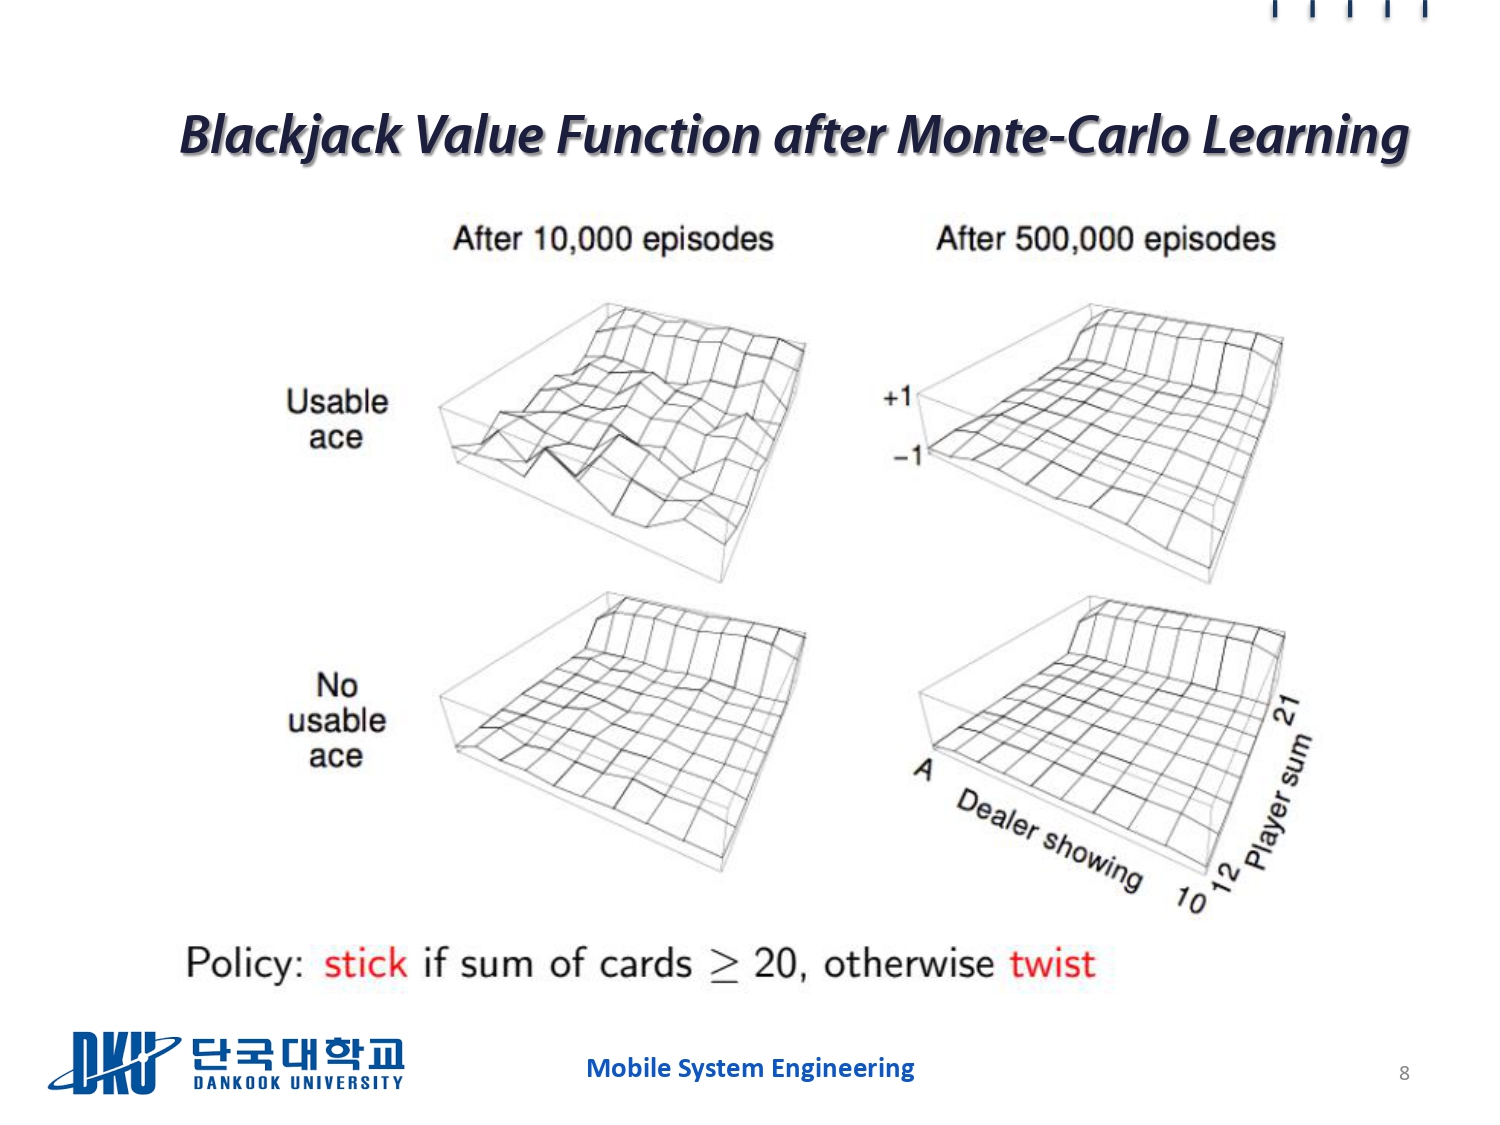 Blackjack Value Function after Monte-Carlo Learning
After 10,000 episodes
After 500,000 episodes
Usable
ace
+1
−1
No
usable
ace
A
Dealer showing
10
12
Player sum
21
Policy: stick if sum of cards ≥ 20, otherwise twist
DKU 단국대학교
DANKOOK UNIVERSITY
Mobile System Engineering
8